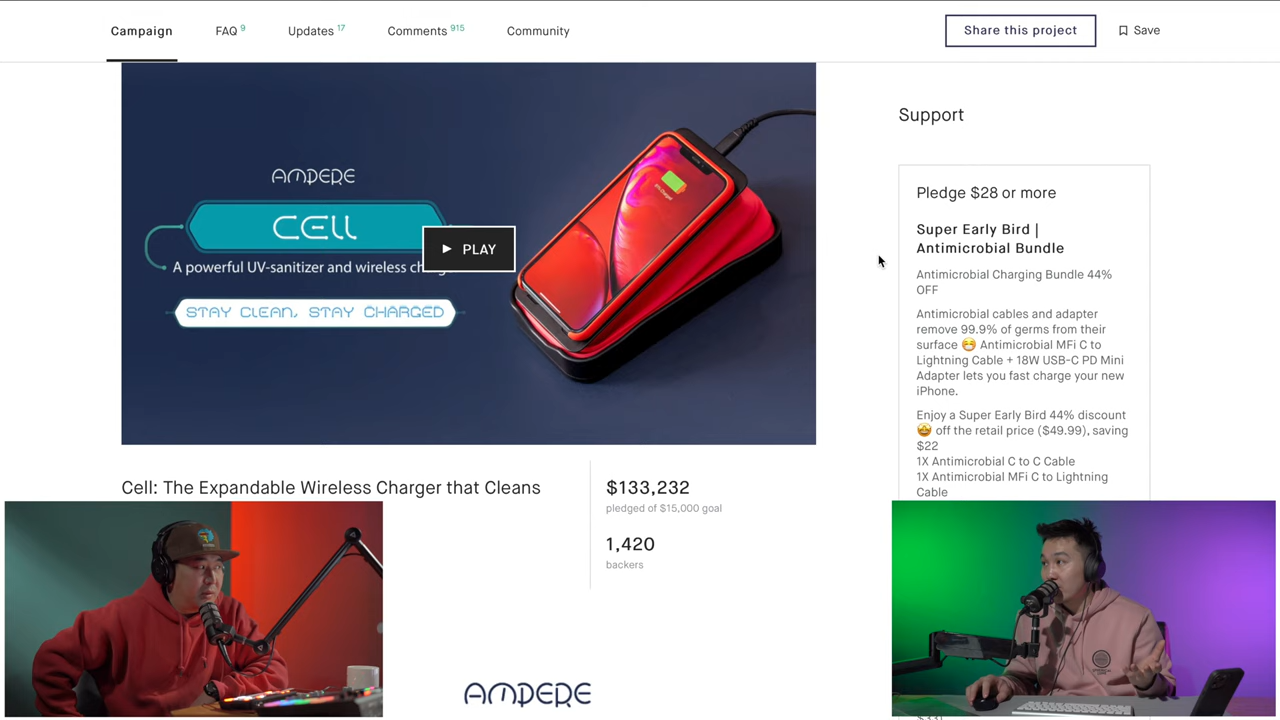 Campaign
FAQ 9
Updates 17
Comments 915
Community
Share this project
Save
AMPERE
CELL
A powerful UV-sanitizer and wireless
STAY CLEAN, STAY CHARGED
PLAY
Support
Pledge $28 or more
Super Early Bird |
Antimicrobial Bundle
Antimicrobial Charging Bundle 44%
OFF
Antimicrobial cables and adapter
remove 99.9% of germs from their
surface 😷 Antimicrobial MFi C to
Lightning Cable + 18W USB-C PD Mini
Adapter lets you fast charge your new
iPhone.
Enjoy a Super Early Bird 44% discount
🤩 off the retail price ($49.99), saving
$22
1X Antimicrobial C to C Cable
1X Antimicrobial MFi C to Lightning
Cable
Cell: The Expandable Wireless Charger that Cleans
$133,232
pledged of $15,000 goal
1,420
backers
AMPERE